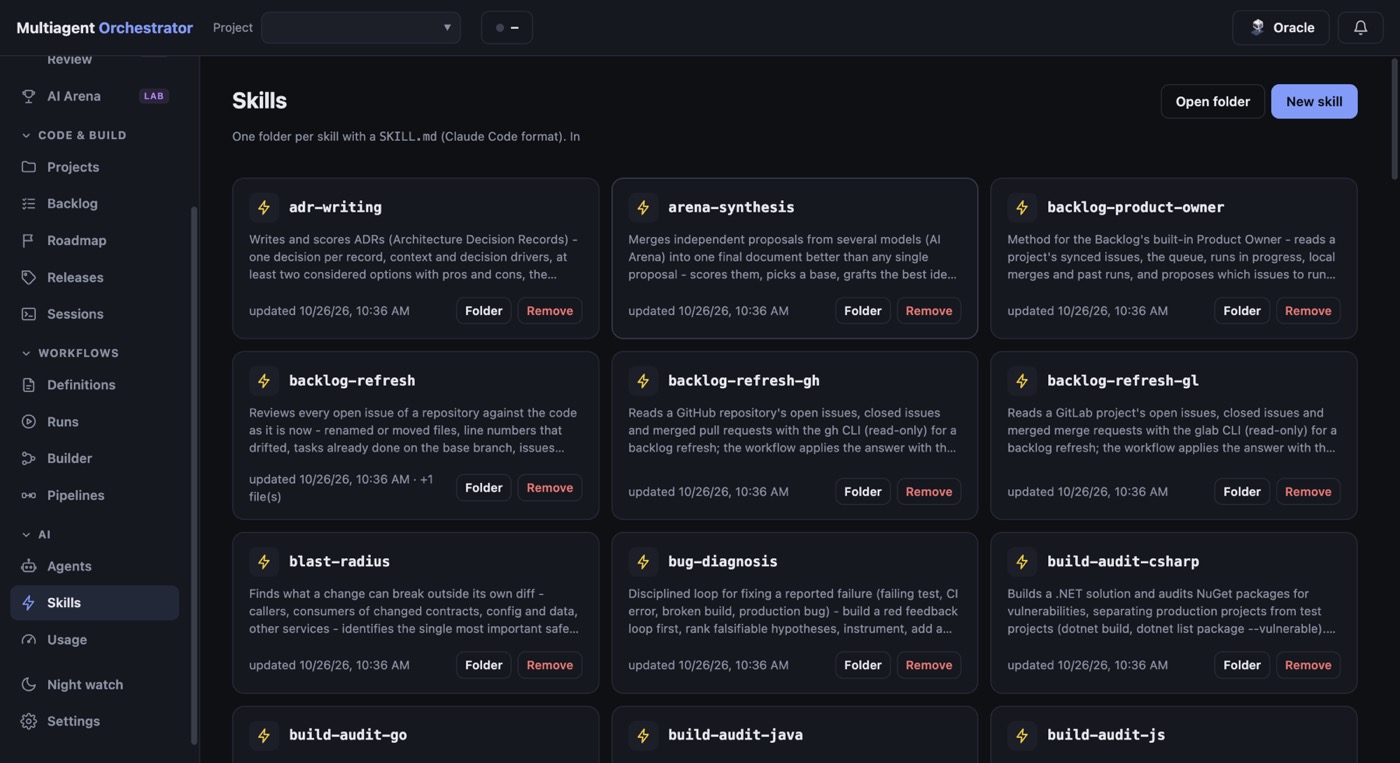 Multiagent Orchestrator
Project
–
Oracle
Review
AI Arena
LAB
CODE & BUILD
Projects
Backlog
Roadmap
Releases
Sessions
WORKFLOWS
Definitions
Runs
Builder
Pipelines
AI
Agents
Skills
Usage
Night watch
Settings
Skills
Open folder
New skill
One folder per skill with a SKILL.md (Claude Code format). In
adr-writing
Writes and scores ADRs (Architecture Decision Records) -
one decision per record, context and decision drivers, at
least two considered options with pros and cons, the...
updated 10/26/26, 10:36 AM
Folder
Remove
arena-synthesis
Merges independent proposals from several models (AI
Arena) into one final document better than any single
proposal - scores them, picks a base, grafts the best ide...
updated 10/26/26, 10:36 AM
Folder
Remove
backlog-product-owner
Method for the Backlog's built-in Product Owner - reads a
project's synced issues, the queue, runs in progress, local
merges and past runs, and proposes which issues to run...
updated 10/26/26, 10:36 AM
Folder
Remove
backlog-refresh
Reviews every open issue of a repository against the code
as it is now - renamed or moved files, line numbers that
drifted, tasks already done on the base branch, issues...
updated 10/26/26, 10:36 AM · +1
file(s)
Folder
Remove
backlog-refresh-gh
Reads a GitHub repository's open issues, closed issues
and merged pull requests with the gh CLI (read-only) for a
backlog refresh; the workflow applies the answer with th...
updated 10/26/26, 10:36 AM
Folder
Remove
backlog-refresh-gl
Reads a GitLab project's open issues, closed issues and
merged merge requests with the glab CLI (read-only) for a
backlog refresh; the workflow applies the answer with th...
updated 10/26/26, 10:36 AM
Folder
Remove
blast-radius
Finds what a change can break outside its own diff -
callers, consumers of changed contracts, config and data,
other services - identifies the single most important safe...
updated 10/26/26, 10:36 AM
Folder
Remove
bug-diagnosis
Disciplined loop for fixing a reported failure (failing test, CI
error, broken build, production bug) - build a red feedback
loop first, rank falsifiable hypotheses, instrument, add a...
updated 10/26/26, 10:36 AM
Folder
Remove
build-audit-csharp
Builds a .NET solution and audits NuGet packages for
vulnerabilities, separating production projects from test
projects (dotnet build, dotnet list package --vulnerable)....
updated 10/26/26, 10:36 AM
Folder
Remove
build-audit-go
build-audit-java
build-audit-js